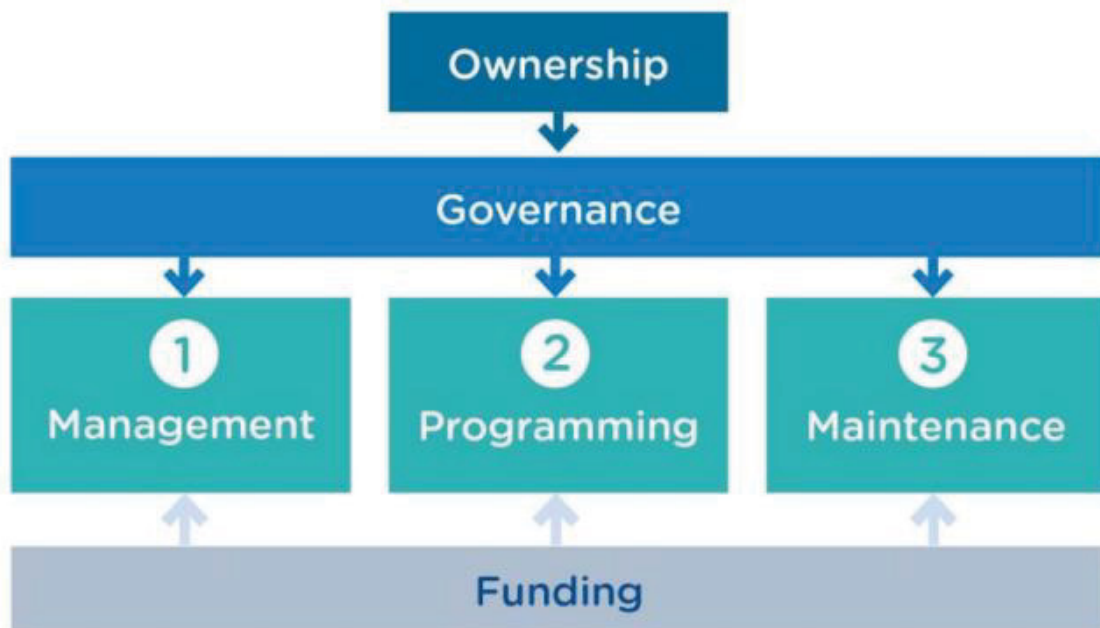 Ownership
Governance
1
Management
2
Programming
3
Maintenance
Funding